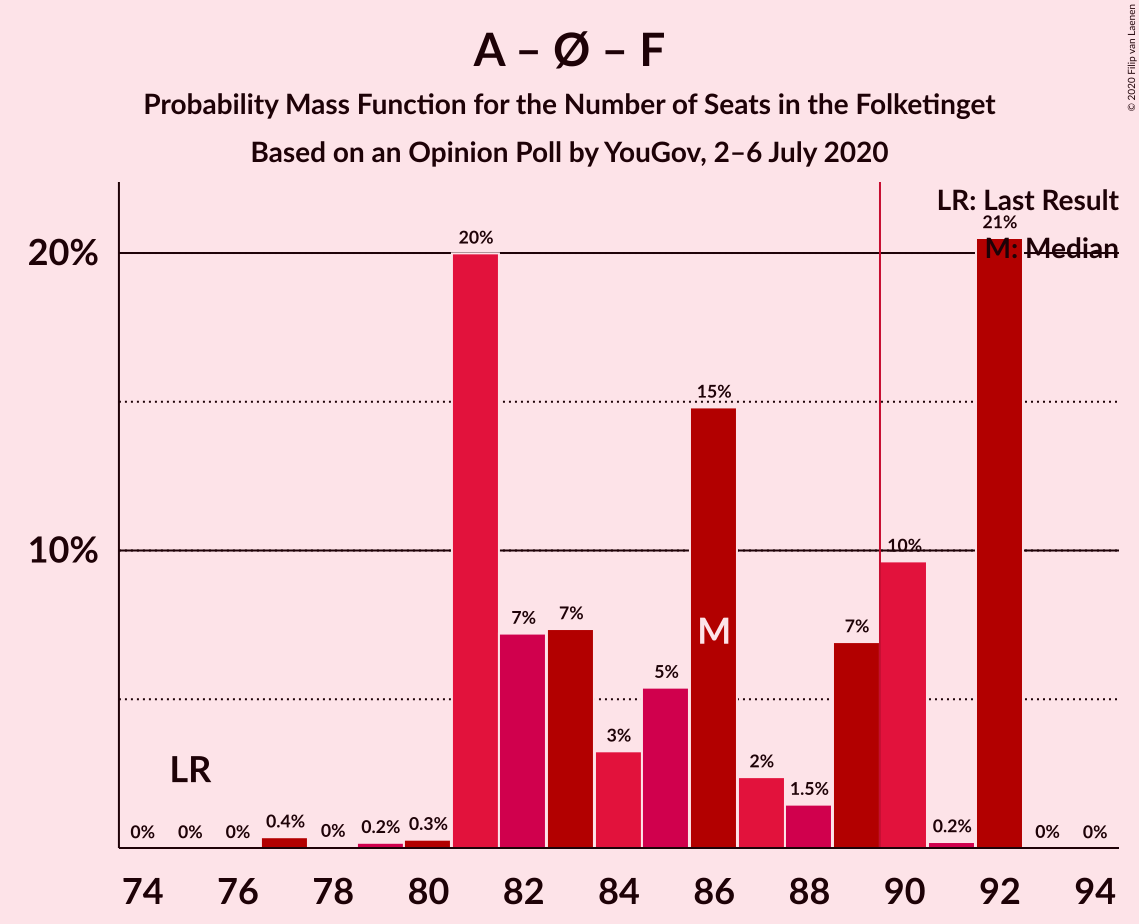 A – Ø – F
Probability Mass Function for the Number of Seats in the Folketinget
Based on an Opinion Poll by YouGov, 2–6 July 2020
© 2020 Filip van Laenen
LR: Last Result
M: Median
20%
10%
0%
0%
0%
0.4%
0%
0.2%
0.3%
20%
7%
7%
3%
5%
15%
2%
1.5%
7%
10%
0.2%
21%
0%
0%
LR
M
74 76 78 80 82 84 86 88 90 92 94